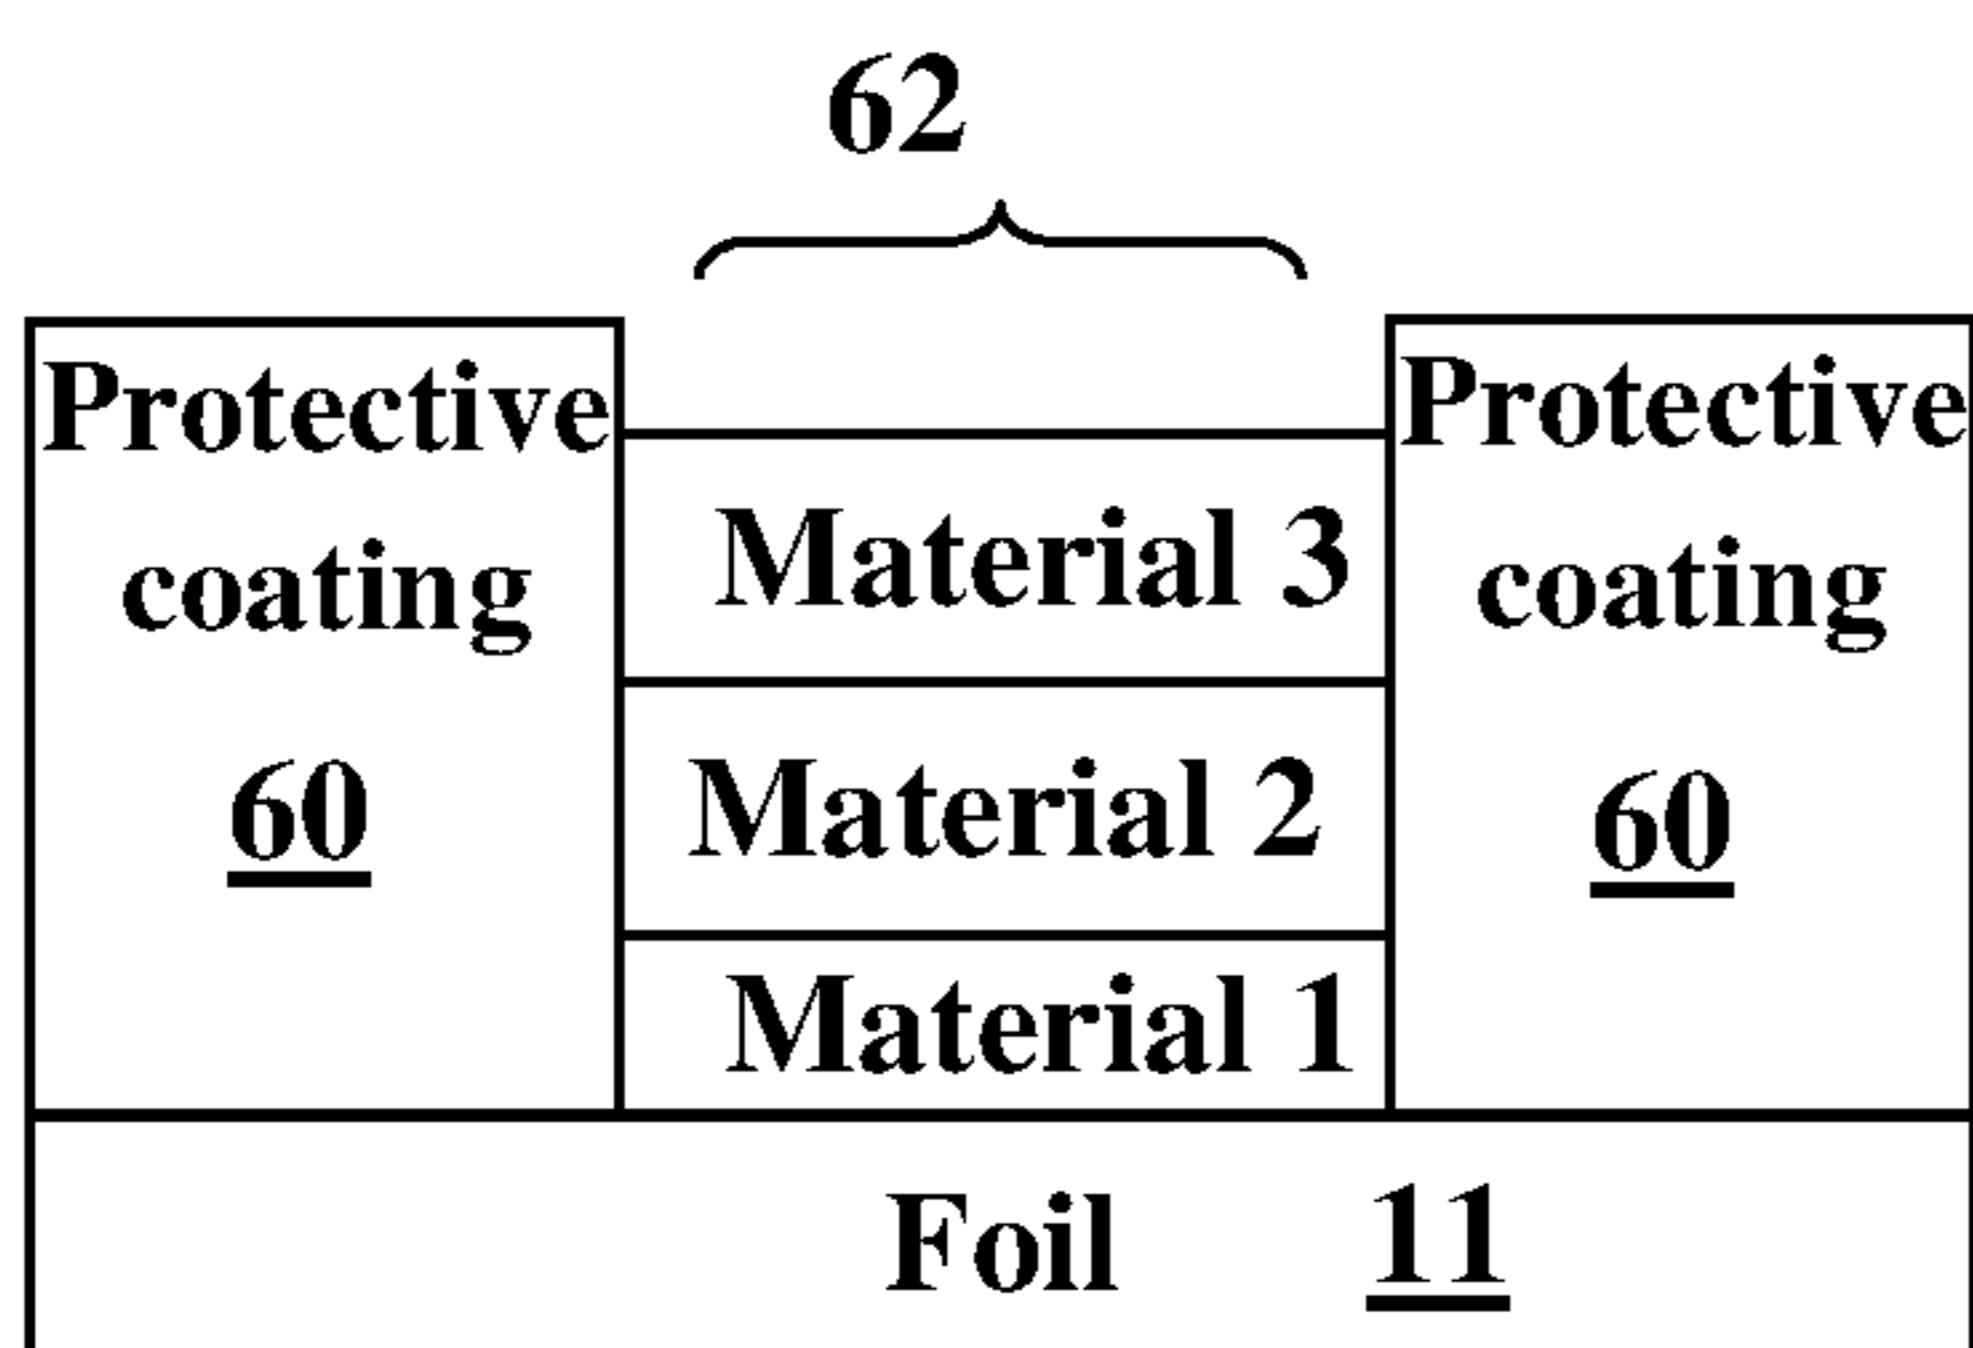 62
Protective
coating
60
Material 3
Material 2
Material 1
Protective
coating
60
Foil 11